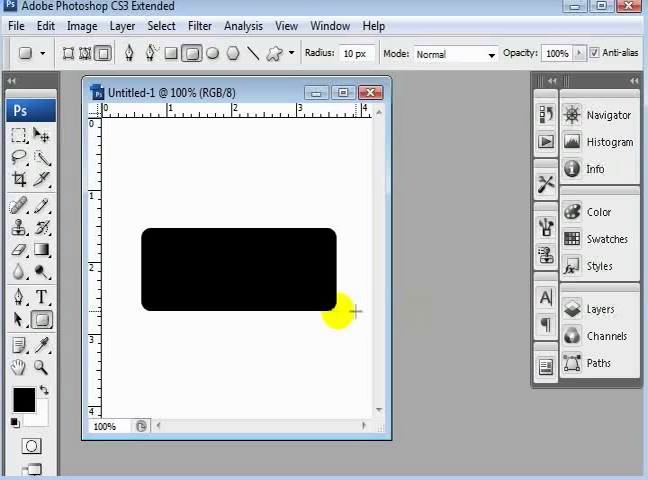 Ps Adobe Photoshop CS3 Extended
File Edit Image Layer Select Filter Analysis View Window Help
Radius: 10 px Mode: Normal Opacity: 100% Anti-alias
Untitled-1 @ 100% (RGB/8)
0 1 2 3 4
0
1
2
3
4
100%
Ps
T
Navigator
Histogram
Info
Color
Swatches
Styles
A
Layers
Channels
Paths